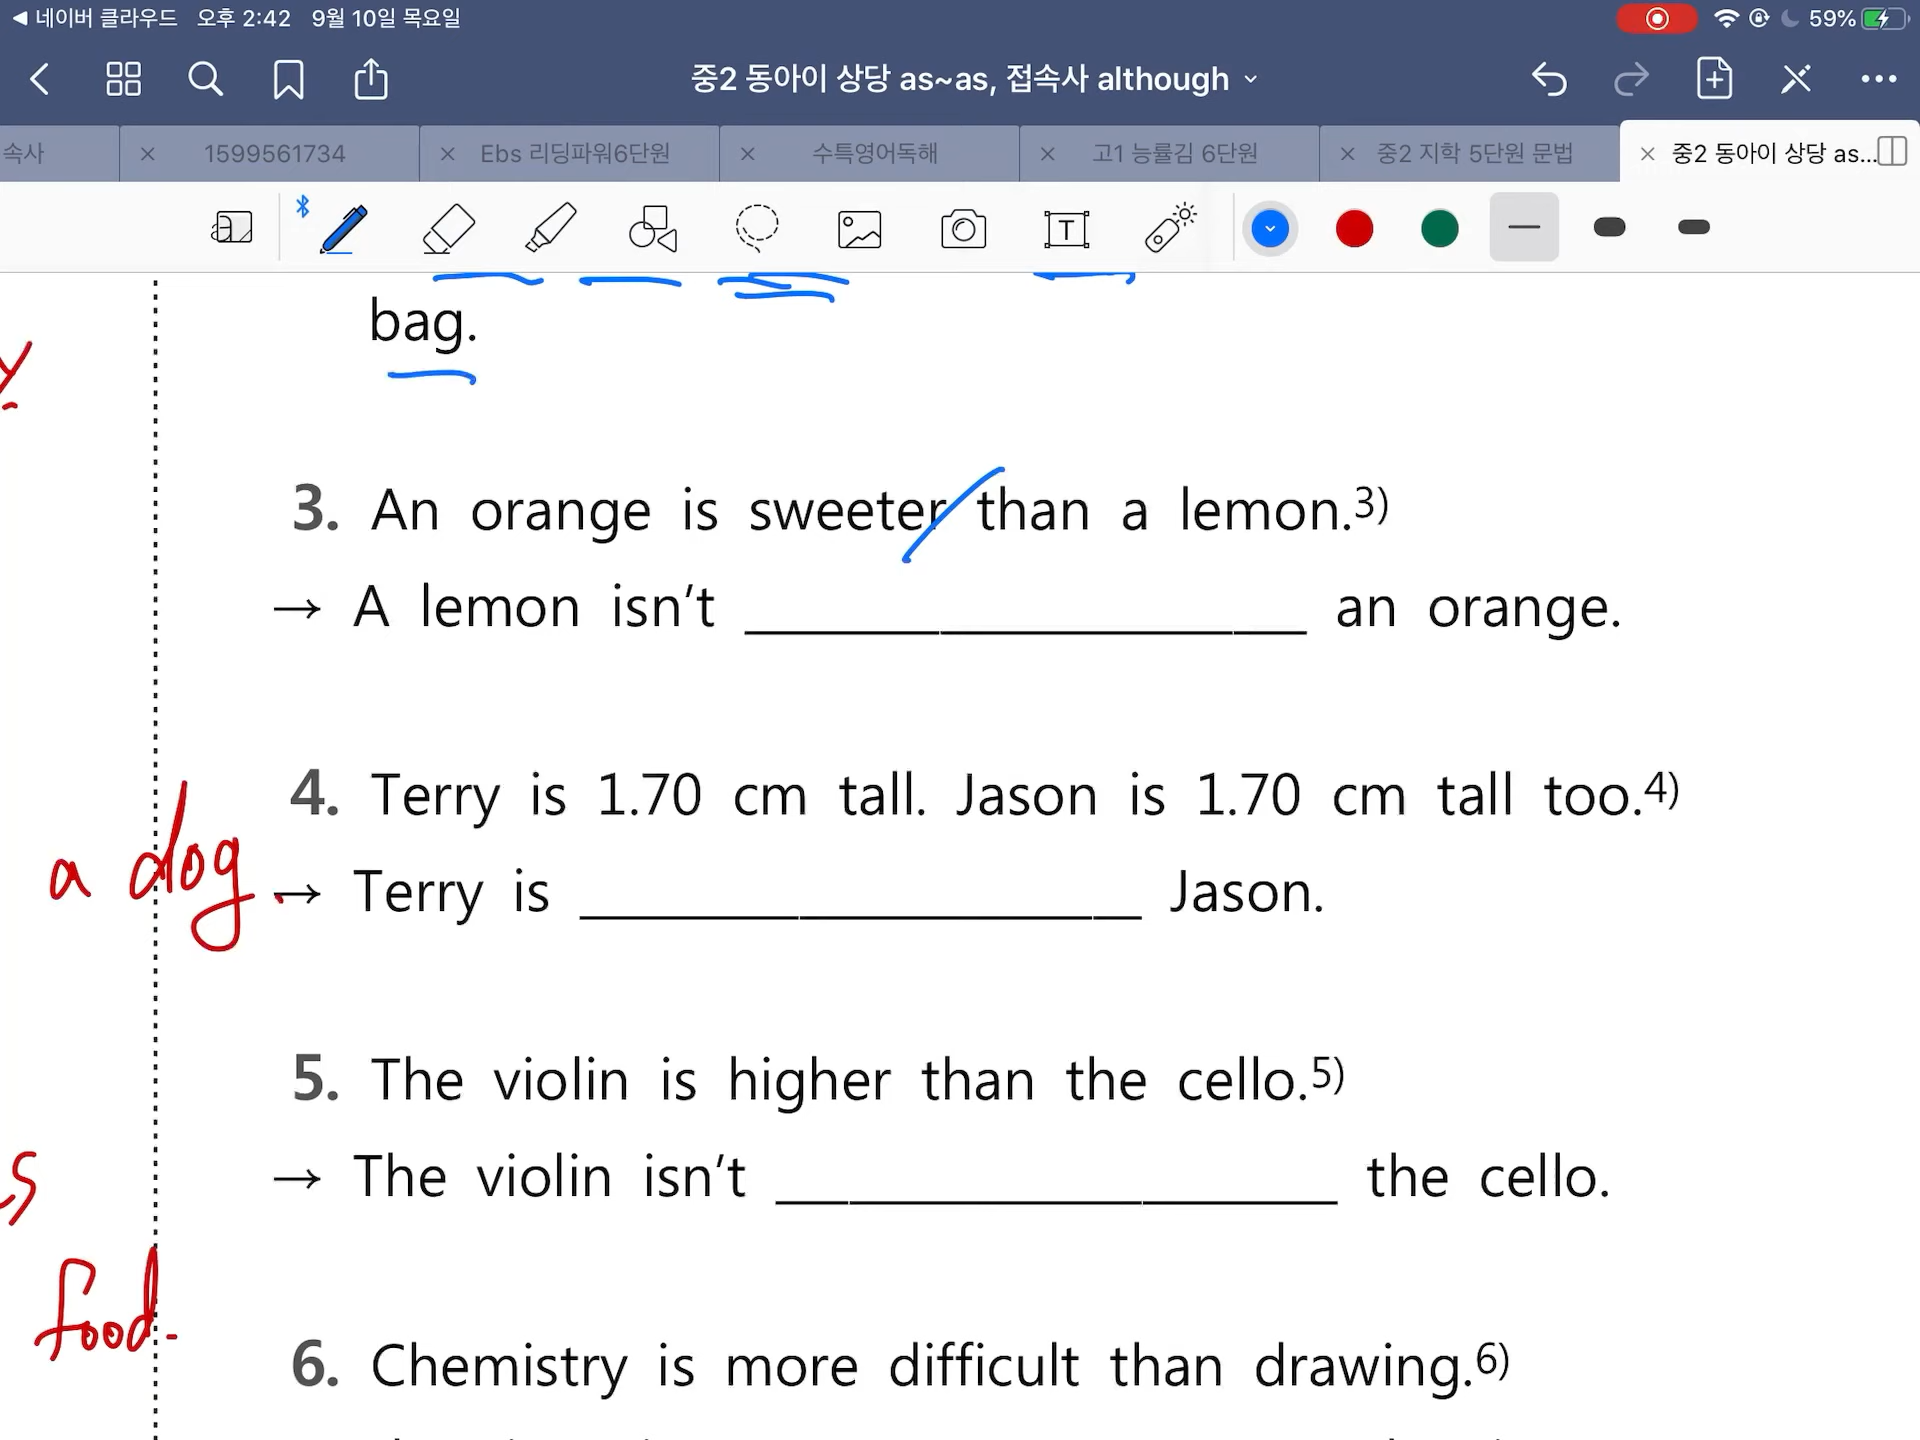 네이버 클라우드 오후 2:42 9월 10일 목요일 59%
중2 동아이 상당 as~as, 접속사 although
속사 1599561734 Ebs 리딩파워6단원 수특영어독해 고1 능률김 6단원 중2 지학 5단원 문법 중2 동아이 상당 as...
bag.
3. An orange is sweeter than a lemon.3)
→ A lemon isn't ____________ an orange.
4. Terry is 1.70 cm tall. Jason is 1.70 cm tall too.4)
a dog.
→ Terry is ____________ Jason.
5. The violin is higher than the cello.5)
→ The violin isn't ____________ the cello.
food.
6. Chemistry is more difficult than drawing.6)